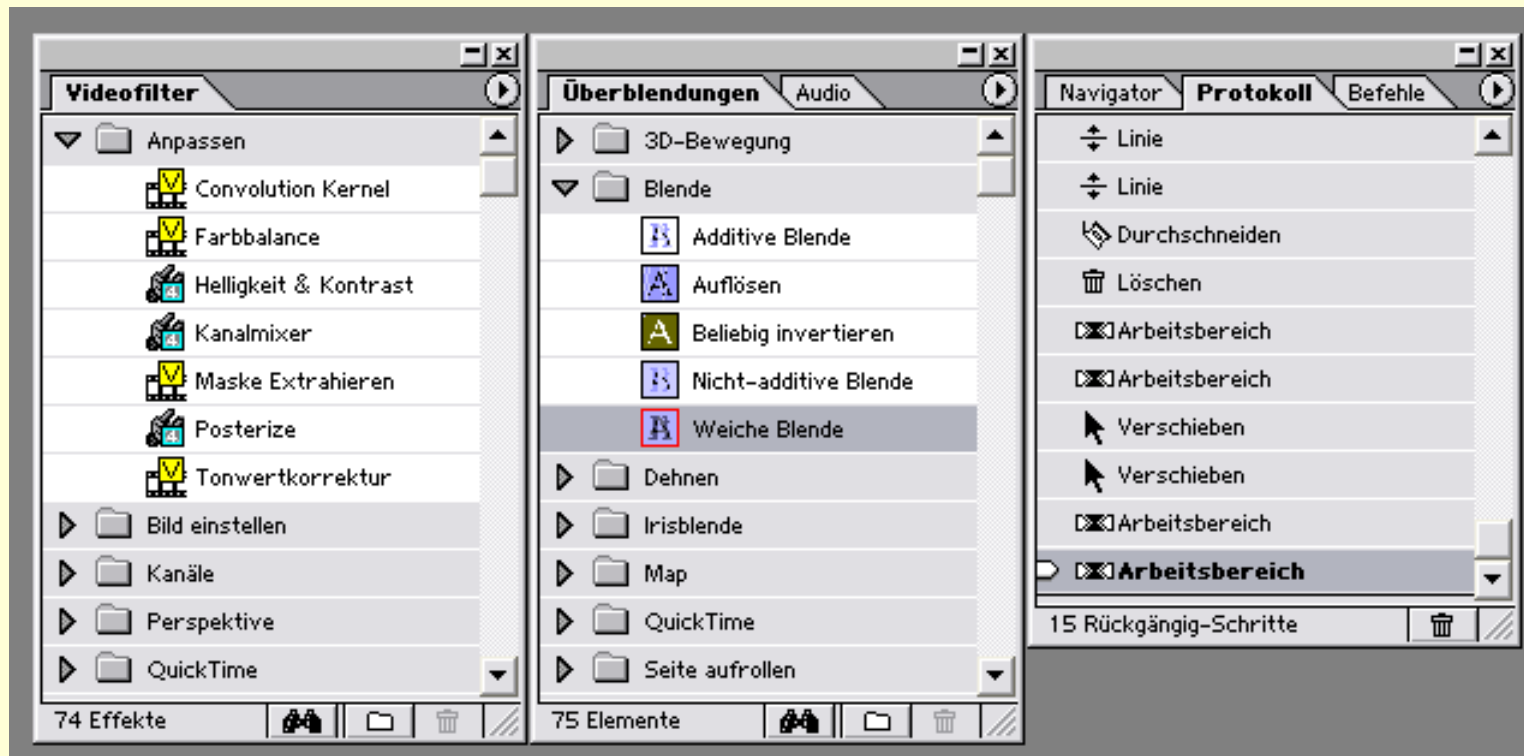 Videofilter
Anpassen
Convolution Kernel
Farbbalance
Helligkeit & Kontrast
Kanalmixer
Maske Extrahieren
Posterize
Tonwertkorrektur
Bild einstellen
Kanäle
Perspektive
QuickTime
74 Effekte
Überblendungen Audio
3D-Bewegung
Blende
Additive Blende
Auflösen
Beliebig invertieren
Nicht-additive Blende
Weiche Blende
Dehnen
Irisblende
Map
QuickTime
Seite aufrollen
75 Elemente
Navigator Protokoll Befehle
Linie
Linie
Durchschneiden
Löschen
Arbeitsbereich
Arbeitsbereich
Verschieben
Verschieben
Arbeitsbereich
Arbeitsbereich
15 Rückgängig-Schritte